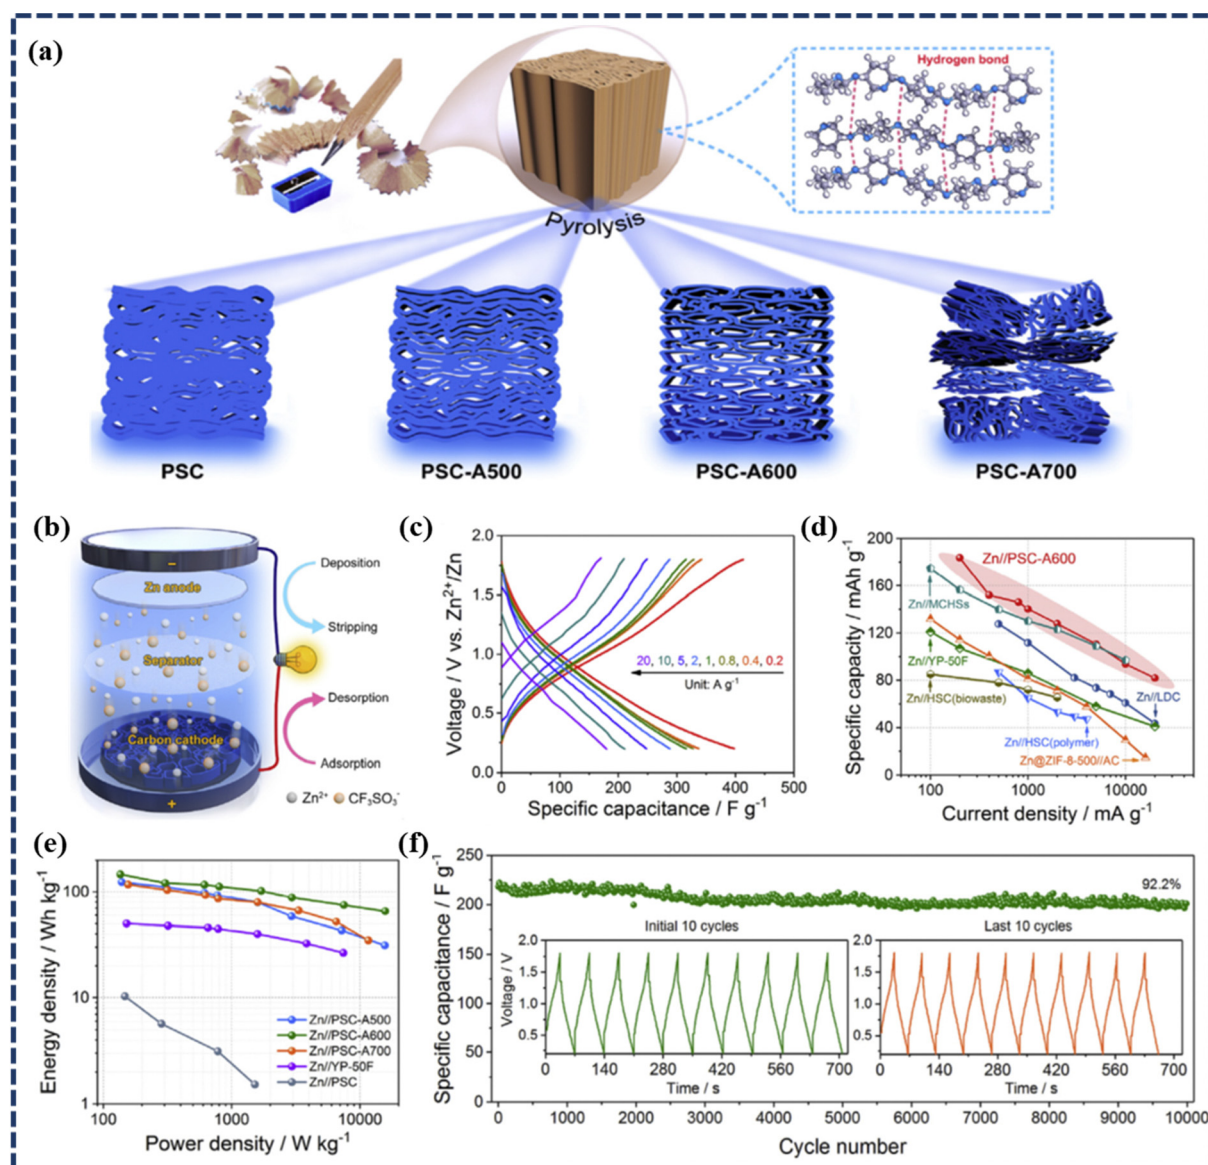 (a)
Hydrogen bond
Pyrolysis
PSC
PSC-A500
PSC-A600
PSC-A700
(b)
−
Zn anode
Separator
Carbon cathode
+
Deposition
Stripping
Desorption
Adsorption
Zn²⁺ CF₃SO₃⁻
(c)
Voltage / V vs. Zn²⁺/Zn
2.0
1.5
1.0
0.5
0.0
20, 10, 5, 2, 1, 0.8, 0.4, 0.2
Unit: A g⁻¹
0 100 200 300 400 500
Specific capacitance / F g⁻¹
(d)
Specific capacity / mAh g⁻¹
200
160
120
80
40
0
Zn//PSC-A600
Zn//MCHSs
Zn//YP-50F
Zn//HSC(biowaste)
Zn//LDC
Zn//HSC(polymer)
Zn@ZIF-8-500//AC
100 1000 10000
Current density / mA g⁻¹
(e)
Energy density / Wh kg⁻¹
100
10
1
Zn//PSC-A500
Zn//PSC-A600
Zn//PSC-A700
Zn//YP-50F
Zn//PSC
100 1000 10000
Power density / W kg⁻¹
(f)
Specific capacitance / F g⁻¹
250
200
150
100
50
0
92.2%
Initial 10 cycles
Voltage / V
2.0
1.5
1.0
0.5
0 140 280 420 560 700
Time / s
Last 10 cycles
2.0
1.5
1.0
0.5
0 140 280 420 560 700
Time / s
0 1000 2000 3000 4000 5000 6000 7000 8000 9000 10000
Cycle number